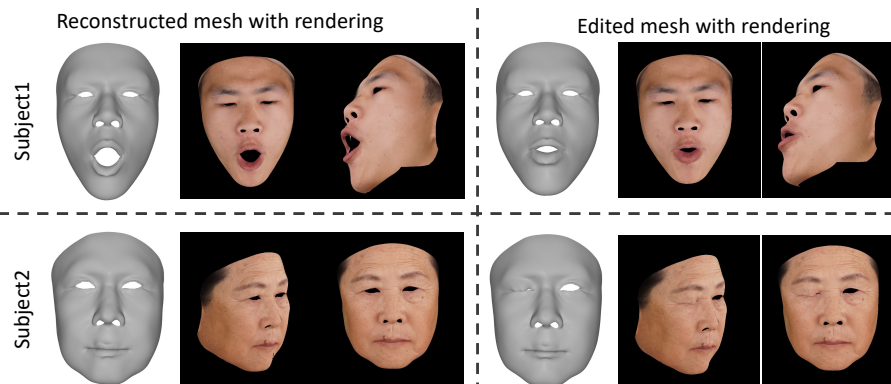 Reconstructed mesh with rendering
Edited mesh with rendering
Subject1
Subject2